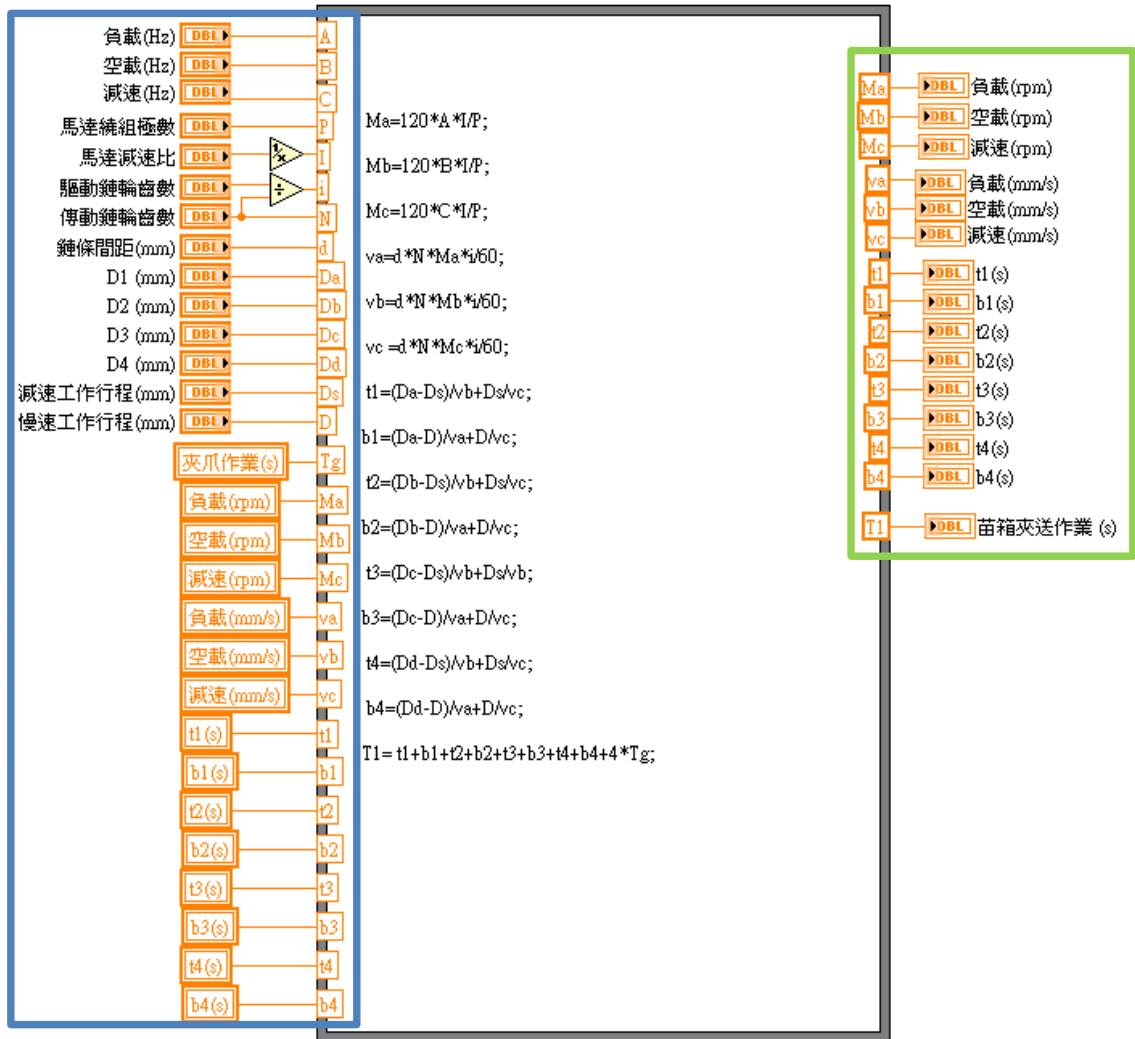 負載(Hz) DBL A
空載(Hz) DBL B
減速(Hz) DBL C
馬達繞組極數 DBL P
馬達減速比 DBL 1/x I
驅動鏈輪齒數 DBL ÷ i
傳動鏈輪齒數 DBL N
鏈條間距(mm) DBL d
D1 (mm) DBL Da
D2 (mm) DBL Db
D3 (mm) DBL Dc
D4 (mm) DBL Dd
減速工作行程(mm) DBL Ds
慢速工作行程(mm) DBL D
夾爪作業(s) Tg
負載(rpm) Ma
空載(rpm) Mb
減速(rpm) Mc
負載(mm/s) va
空載(mm/s) vb
減速(mm/s) vc
t1(s) t1
b1(s) b1
t2(s) t2
b2(s) b2
t3(s) t3
b3(s) b3
t4(s) t4
b4(s) b4
Ma=120*A*I/P;
Mb=120*B*I/P;
Mc=120*C*I/P;
va=d*N*Ma*i/60;
vb=d*N*Mb*i/60;
vc =d*N*Mc*i/60;
t1=(Da-Ds)/vb+Ds/vc;
b1=(Da-D)/va+D/vc;
t2=(Db-Ds)/vb+Ds/vc;
b2=(Db-D)/va+D/vc;
t3=(Dc-Ds)/vb+Ds/vb;
b3=(Dc-D)/va+D/vc;
t4=(Dd-Ds)/vb+Ds/vc;
b4=(Dd-D)/va+D/vc;
T1= t1+b1+t2+b2+t3+b3+t4+b4+4*Tg;
Ma DBL 負載(rpm)
Mb DBL 空載(rpm)
Mc DBL 減速(rpm)
va DBL 負載(mm/s)
vb DBL 空載(mm/s)
vc DBL 減速(mm/s)
t1 DBL t1(s)
b1 DBL b1(s)
t2 DBL t2(s)
b2 DBL b2(s)
t3 DBL t3(s)
b3 DBL b3(s)
t4 DBL t4(s)
b4 DBL b4(s)
T1 DBL 苗箱夾送作業 (s)